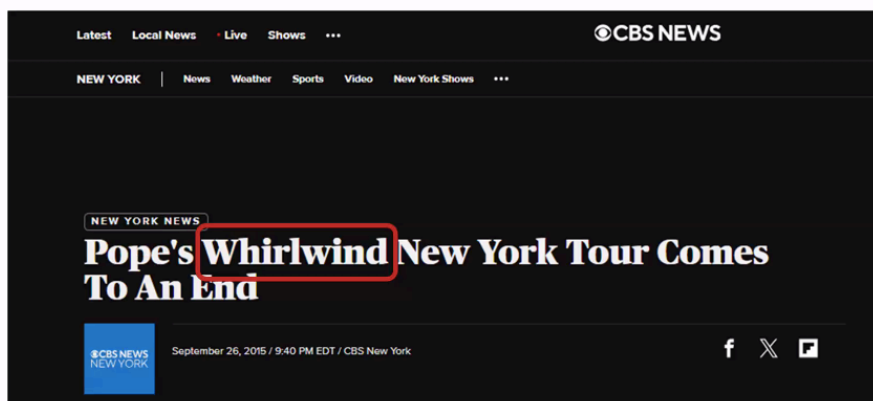 Latest Local News • Live Shows •••
CBS NEWS
NEW YORK | News Weather Sports Video New York Shows •••
NEW YORK NEWS
Pope's Whirlwind New York Tour Comes
To An End
CBS NEWS
NEW YORK
September 26, 2015 / 9:40 PM EDT / CBS New York